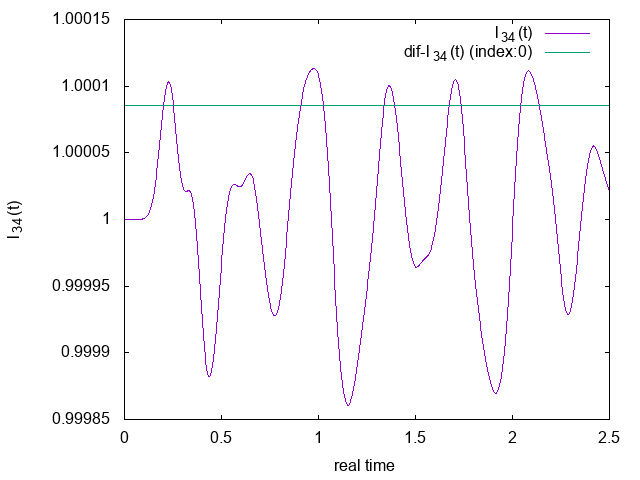 1.00015
1.0001
1.00005
1
0.99995
0.9999
0.99985
0 0.5 1 1.5 2 2.5
real time
I34(t)
I34(t)
dif-I34(t) (index:0)